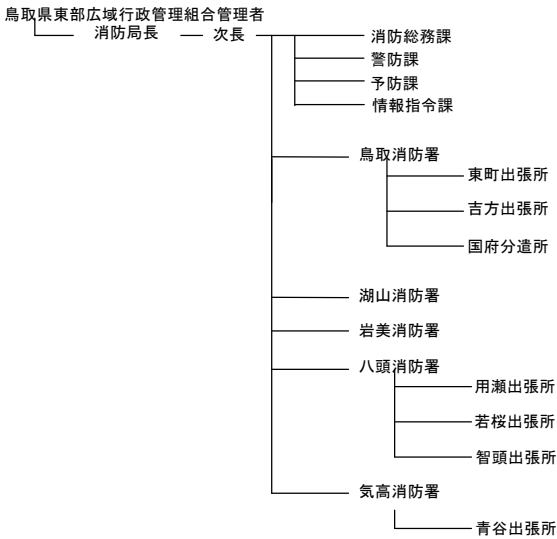 鳥取県東部広域行政管理組合管理者
消防局長 次長 消防総務課
警防課
予防課
情報指令課
鳥取消防署
東町出張所
吉方出張所
国府分遣所
湖山消防署
岩美消防署
八頭消防署
用瀬出張所
若桜出張所
智頭出張所
気高消防署
青谷出張所